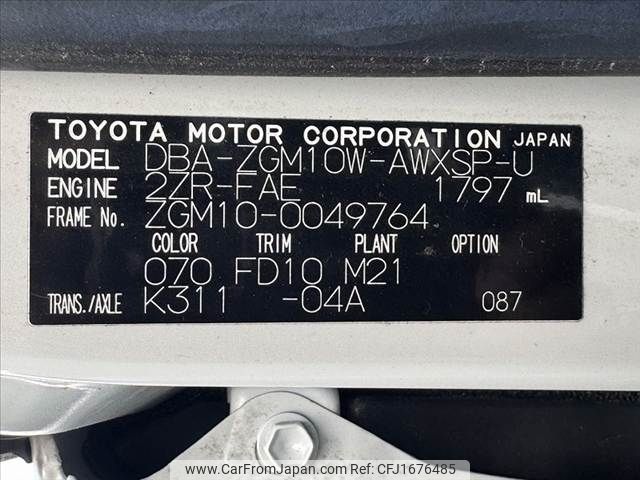 TOYOTA MOTOR CORPORATION JAPAN
MODEL DBA-ZGM10W-AWXSP-U
ENGINE 2ZR-FAE 1797 mL
FRAME No. ZGM10-0049764
COLOR TRIM PLANT OPTION
070 FD10 M21
TRANS./AXLE K311 -04A 087
www.CarFromJapan.com No. CFJ1676485